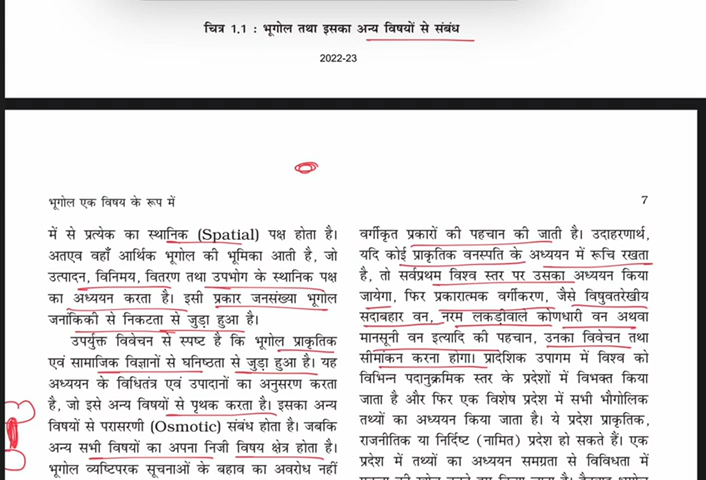 चित्र 1.1 : भूगोल तथा इसका अन्य विषयों से संबंध
2022-23
भूगोल एक विषय के रूप में
7
में से प्रत्येक का स्थानिक (Spatial) पक्ष होता है।
अतएव वहाँ आर्थिक भूगोल की भूमिका आती है, जो
उत्पादन, विनिमय, वितरण तथा उपभोग के स्थानिक पक्ष
का अध्ययन करता है। इसी प्रकार जनसंख्या भूगोल
जनांकिकी से निकटता से जुड़ा हुआ है।
उपर्युक्त विवेचन से स्पष्ट है कि भूगोल प्राकृतिक
एवं सामाजिक विज्ञानों से घनिष्ठता से जुड़ा हुआ है। यह
अध्ययन के विधितंत्र एवं उपादानों का अनुसरण करता
है, जो इसे अन्य विषयों से पृथक करता है। इसका अन्य
विषयों से परासरणी (Osmotic) संबंध होता है। जबकि
अन्य सभी विषयों का अपना निजी विषय क्षेत्र होता है।
भूगोल व्यष्टिपरक सूचनाओं के बहाव का अवरोध नहीं
वर्गीकृत प्रकारों की पहचान की जाती है। उदाहरणार्थ,
यदि कोई प्राकृतिक वनस्पति के अध्ययन में रूचि रखता
है, तो सर्वप्रथम विश्व स्तर पर उसका अध्ययन किया
जायेगा, फिर प्रकारात्मक वर्गीकरण, जैसे विषुवतरेखीय
सदाबहार वन, नरम लकड़ीवाले कोणधारी वन अथवा
मानसूनी वन इत्यादि की पहचान, उनका विवेचन तथा
सीमांकन करना होगा। प्रादेशिक उपागम में विश्व को
विभिन्न पदानुक्रमिक स्तर के प्रदेशों में विभक्त किया
जाता है और फिर एक विशेष प्रदेश में सभी भौगोलिक
तथ्यों का अध्ययन किया जाता है। ये प्रदेश प्राकृतिक,
राजनीतिक या निर्दिष्ट (नामित) प्रदेश हो सकते हैं। एक
प्रदेश में तथ्यों का अध्ययन समग्रता से विविधता में